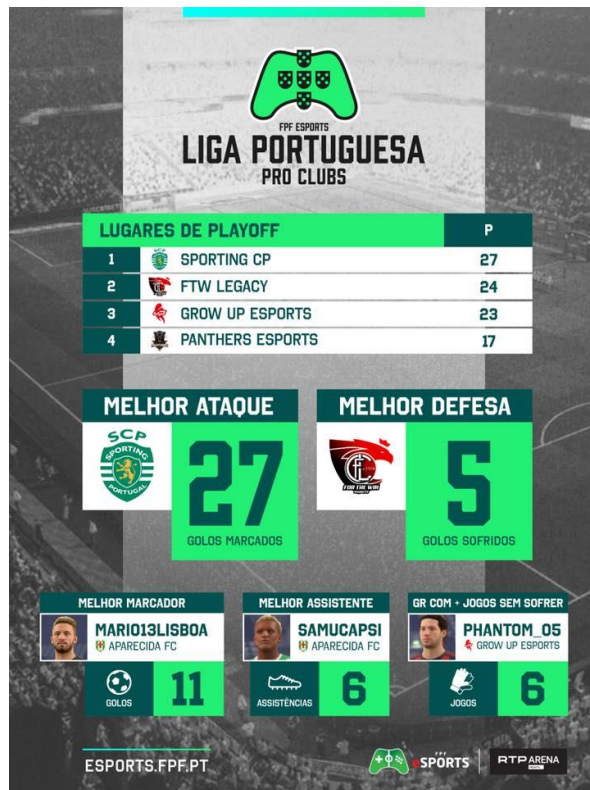 FPF ESPORTS
LIGA PORTUGUESA
PRO CLUBS
LUGARES DE PLAYOFF P
1 SPORTING CP 27
2 FTW LEGACY 24
3 GROW UP ESPORTS 23
4 PANTHERS ESPORTS 17
MELHOR ATAQUE
SCP
SPORTING
PORTUGAL
27
GOLOS MARCADOS
MELHOR DEFESA
FOR THE WIN
5
GOLOS SOFRIDOS
MELHOR MARCADOR
MARIO13LISBOA
APARECIDA FC
GOLOS
11
MELHOR ASSISTENTE
SAMUCAPSI
APARECIDA FC
ASSISTÊNCIAS
6
GR COM + JOGOS SEM SOFRER
PHANTOM_05
GROW UP ESPORTS
JOGOS
6
ESPORTS.FPF.PT
FPF
eSPORTS
RTP ARENA